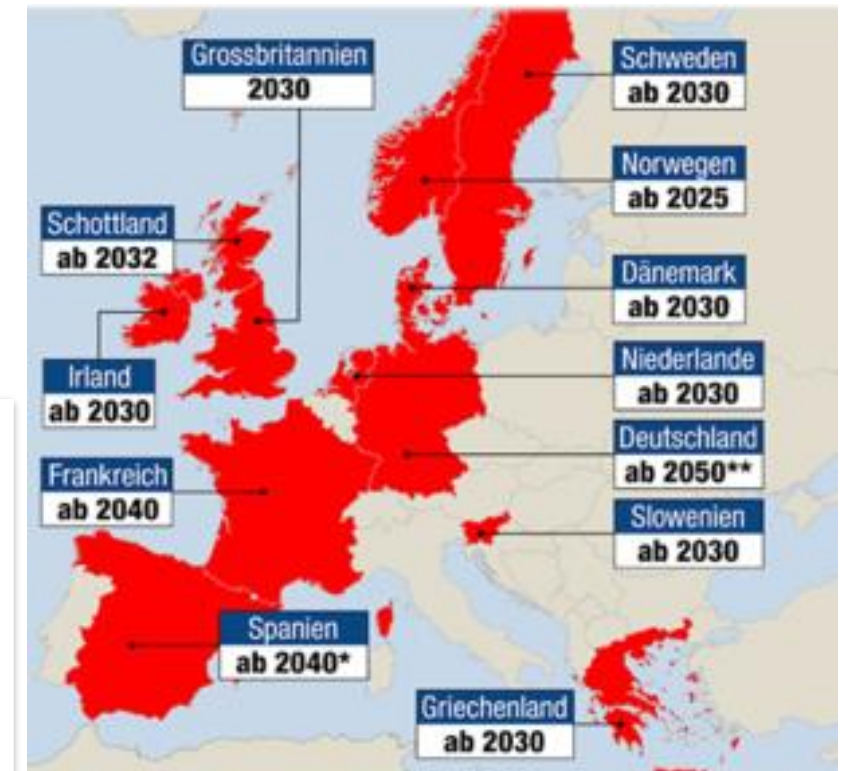 Grossbritannien
2030
Schweden
ab 2030
Norwegen
ab 2025
Schottland
ab 2032
Dänemark
ab 2030
Irland
ab 2030
Niederlande
ab 2030
Deutschland
ab 2050**
Frankreich
ab 2040
Slowenien
ab 2030
Spanien
ab 2040*
Griechenland
ab 2030